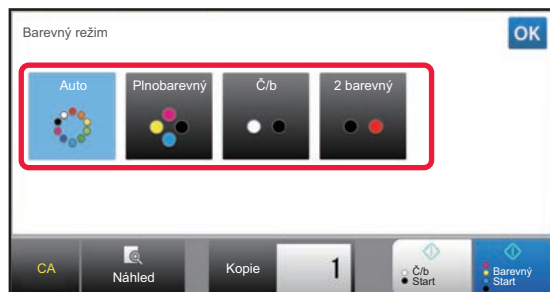 Barevný režim
OK
Auto
Plnobarevný
Č/b
2 barevný
CA
Náhled
Kopie
1
Č/b
Start
Barevný
Start